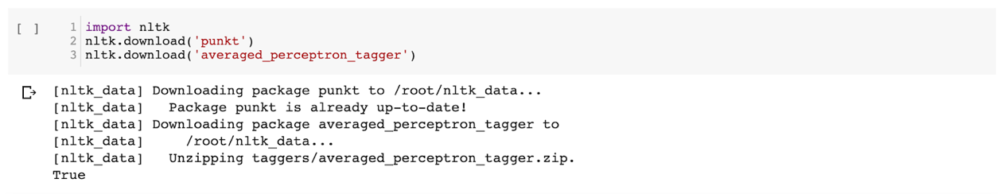 [ ] 1 import nltk
2 nltk.download('punkt')
3 nltk.download('averaged_perceptron_tagger')
[nltk_data] Downloading package punkt to /root/nltk_data...
[nltk_data]   Package punkt is already up-to-date!
[nltk_data] Downloading package averaged_perceptron_tagger to
[nltk_data]     /root/nltk_data...
[nltk_data]   Unzipping taggers/averaged_perceptron_tagger.zip.
True